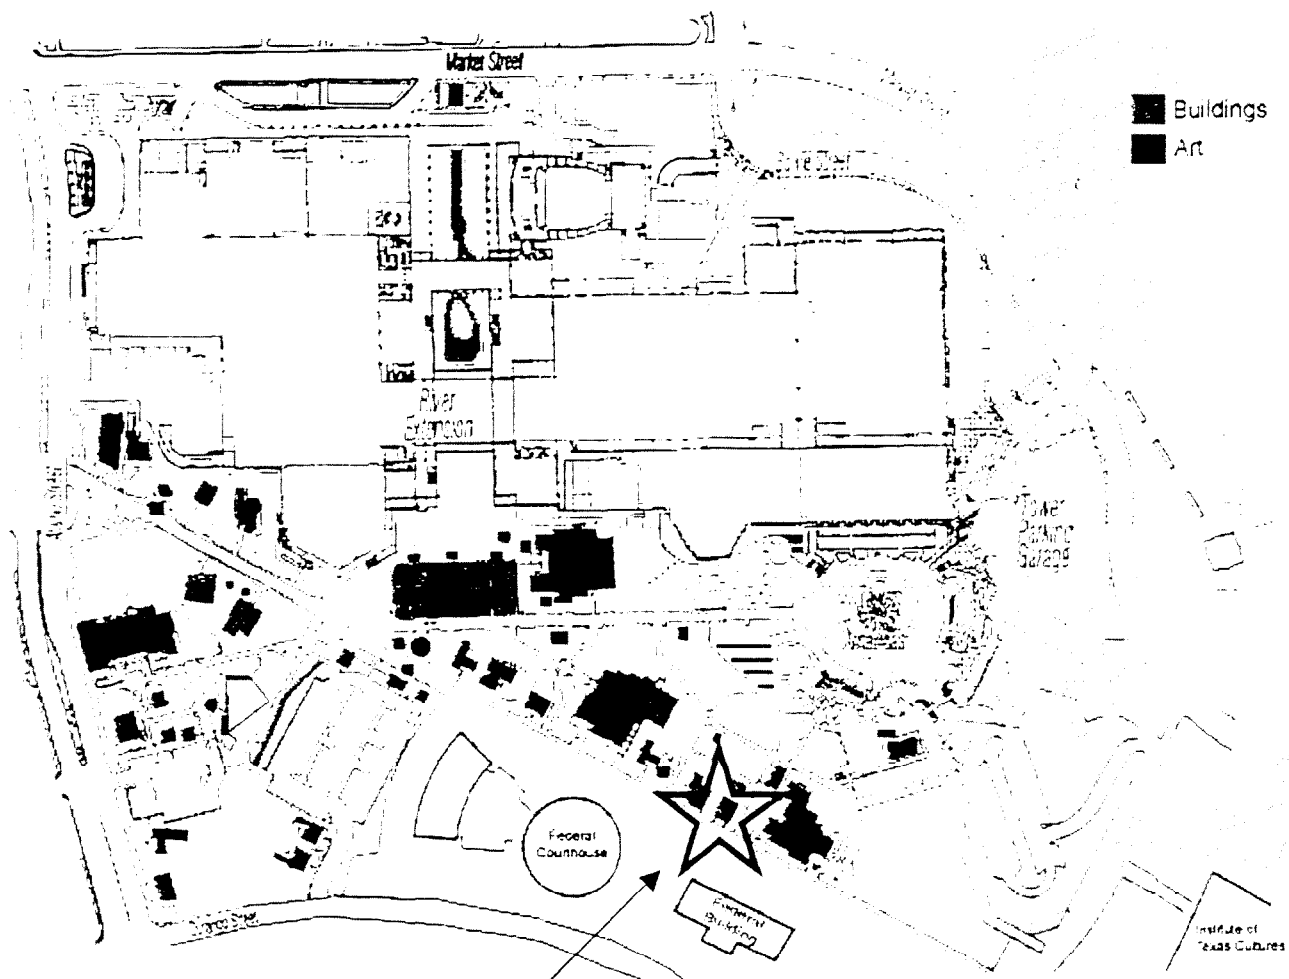 Market Street
Buildings
Art
River
Extension
Tower
Parking
Garage
Federal
Courthouse
Federal
Building
Institute of
Texas Cultures